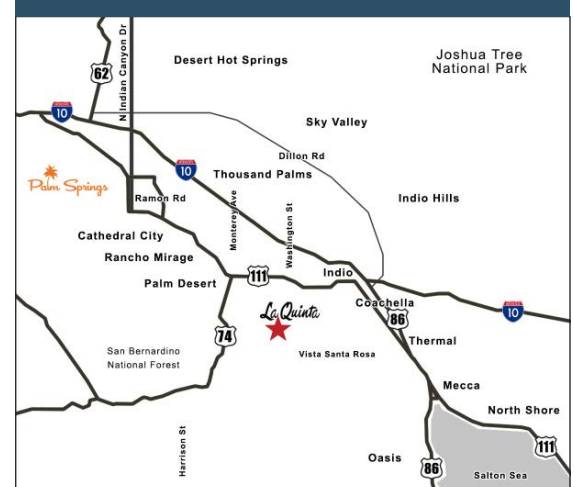 N Indian Canyon Dr
62
Desert Hot Springs
Joshua Tree
National Park
INTERSTATE
10
Sky Valley
Dillon Rd
INTERSTATE
10
Thousand Palms
Palm Springs
Ramon Rd
Monterey Ave
Washington St
Indio Hills
Cathedral City
Rancho Mirage
Palm Desert
111
Indio
La Quinta
Coachella
86
INTERSTATE
10
74
Thermal
San Bernardino
National Forest
Vista Santa Rosa
Mecca
North Shore
Harrison St
Oasis
86
111
Salton Sea